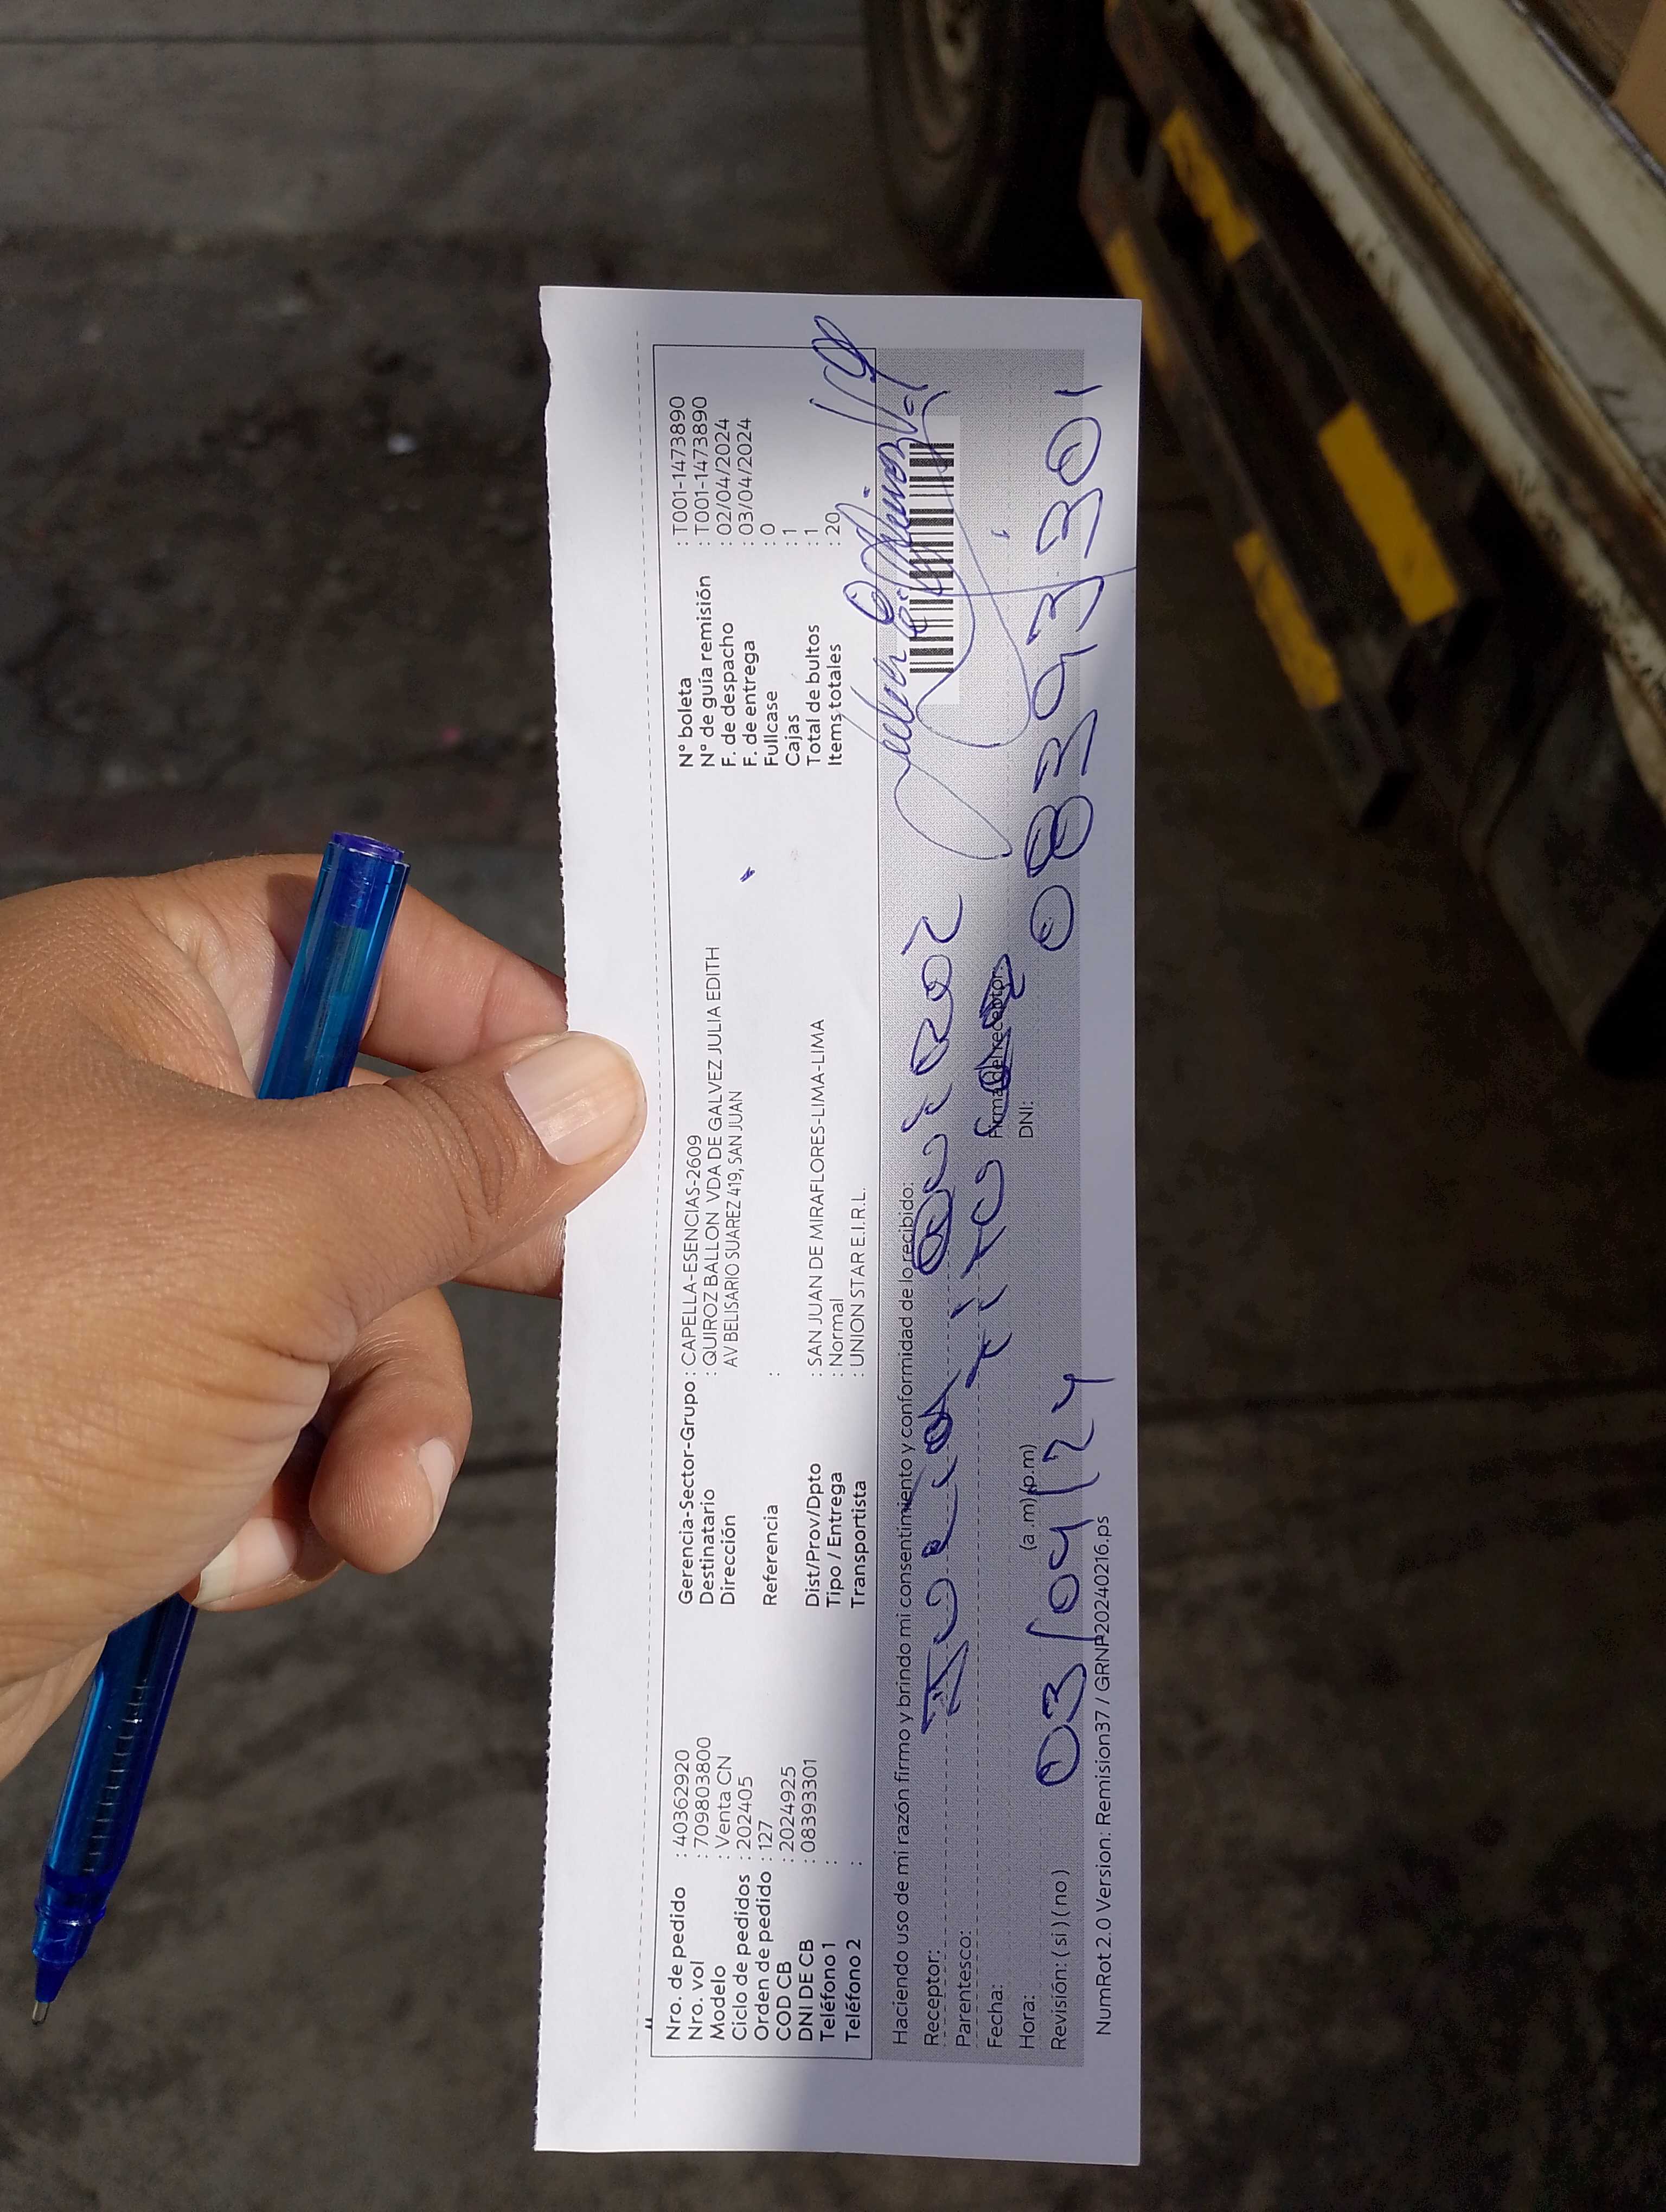 Nro. de pedido : 40362920
Nro. vol : 709803800
Modelo : Venta CN
Ciclo de pedidos : 202405
Orden de pedido : 127
COD CB : 2024925
DNI DE CB : 08393301
Teléfono 1 :
Teléfono 2 :
Gerencia-Sector-Grupo : CAPELLA-ESENCIAS-2609
Destinatario : QUIROZ BALLON VDA DE GALVEZ JULIA EDITH
Dirección AV BELISARIO SUAREZ 419, SAN JUAN
Referencia :
Dist/Prov/Dpto : SAN JUAN DE MIRAFLORES-LIMA-LIMA
Tipo / Entrega : Normal
Transportista : UNION STAR E.I.R.L.
N° boleta : T001-1473890
N° de guía remisión : T001-1473890
F. de despacho : 02/04/2024
F. de entrega : 03/04/2024
Fullcase : 0
Cajas : 1
Total de bultos : 1
Items totales : 20
Haciendo uso de mi razón firmo y brindo mi consentimiento y conformidad de lo recibido:
Receptor: Julia Quiroz
Parentesco: Titular
Fecha: 03/04/24
Firma del receptor:
Hora: (a.m) (p.m)
DNI: 08393301
Revisión: ( si ) ( no )
NumRot 2.0 Version: Remision37 / GRNP20240216.ps